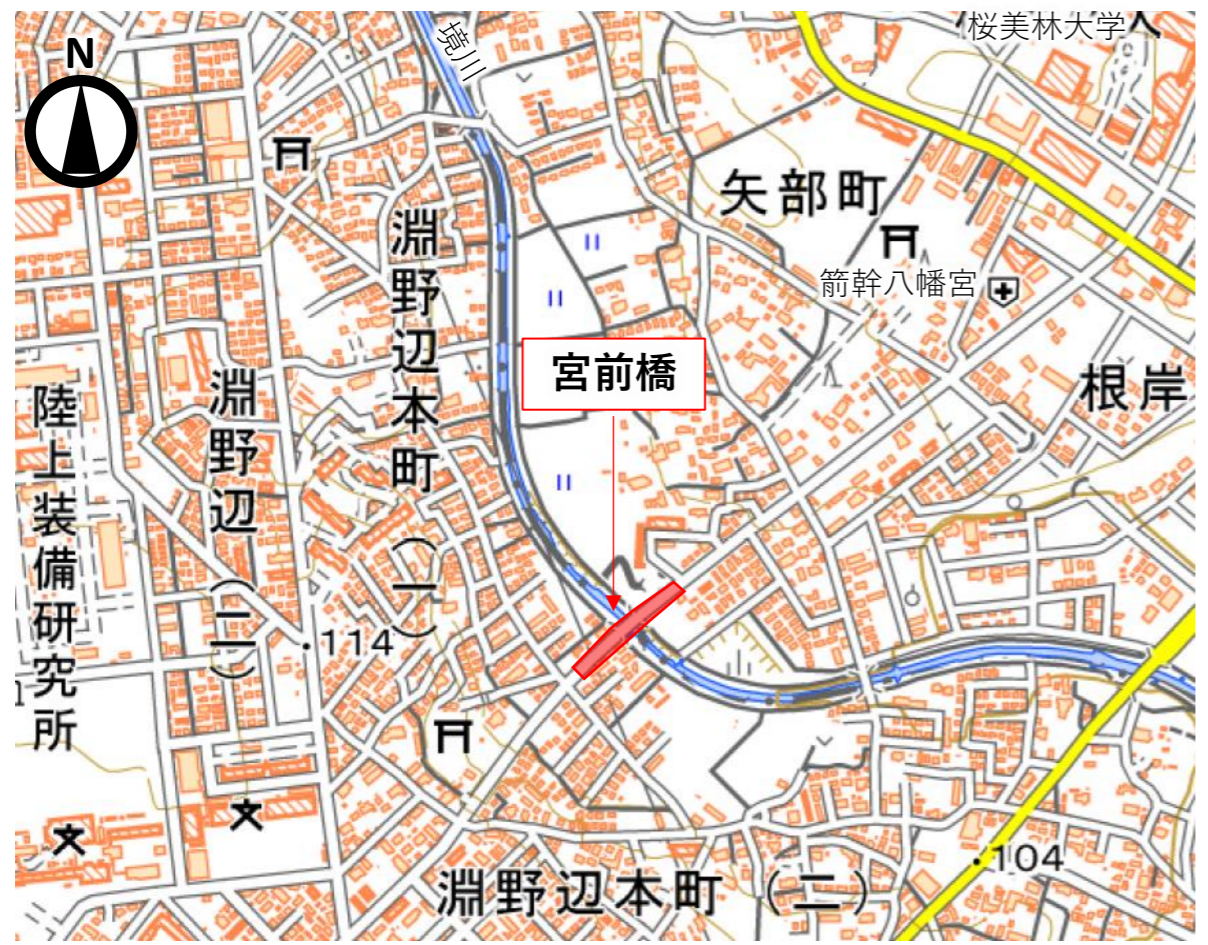 桜美林大学
境川
N
矢部町
箭幹八幡宮
淵野辺本町（一）
宮前橋
根岸
淵野辺（二）
陸上装備研究所
114
104
淵野辺本町（二）